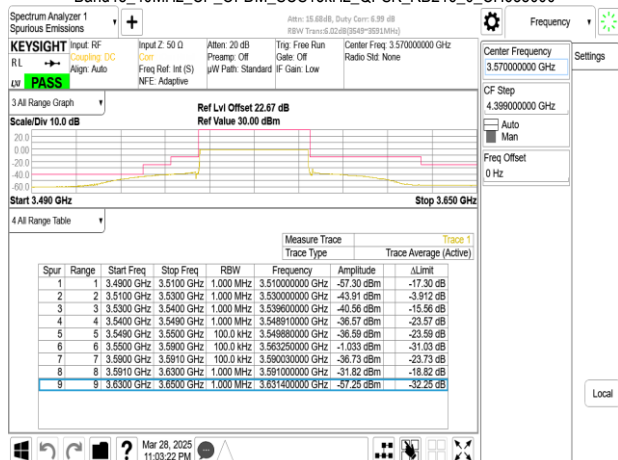 Spectrum Analyzer 1
Spurious Emissions
Attn: 15.68dB, Duty Corr: 6.99 dB
RBW Trans:6.02dB(3549~3591MHz)
Frequency
KEYSIGHT
Input: RF
Coupling: DC
Align: Auto
Input Z: 50 Ω
Corr
Freq Ref: Int (S)
NFE: Adaptive
Atten: 20 dB
Preamp: Off
µW Path: Standard
Trig: Free Run
Gate: Off
IF Gain: Low
Center Freq: 3.570000000 GHz
Radio Std: None
RL
LXI
PASS
Center Frequency
3.570000000 GHz
Settings
CF Step
4.399000000 GHz
Auto
Man
Freq Offset
0 Hz
Local
3 All Range Graph
Scale/Div 10.0 dB
Ref Lvl Offset 22.67 dB
Ref Value 30.00 dBm
20.0
0.00
-20.0
-40.0
-60.0
Start 3.490 GHz
Stop 3.650 GHz
4 All Range Table
Measure Trace Trace 1
Trace Type Trace Average (Active)
Spur Range Start Freq Stop Freq RBW Frequency Amplitude ΔLimit
1 1 3.4900 GHz 3.5100 GHz 1.000 MHz 3.510000000 GHz -57.30 dBm -17.30 dB
2 2 3.5100 GHz 3.5300 GHz 1.000 MHz 3.530000000 GHz -43.91 dBm -3.912 dB
3 3 3.5300 GHz 3.5400 GHz 1.000 MHz 3.539600000 GHz -40.56 dBm -15.56 dB
4 4 3.5400 GHz 3.5490 GHz 1.000 MHz 3.548910000 GHz -36.57 dBm -23.57 dB
5 5 3.5490 GHz 3.5500 GHz 100.0 kHz 3.549880000 GHz -36.59 dBm -23.59 dB
6 6 3.5500 GHz 3.5900 GHz 100.0 kHz 3.563250000 GHz -1.033 dBm -31.03 dB
7 7 3.5900 GHz 3.5910 GHz 100.0 kHz 3.590030000 GHz -36.73 dBm -23.73 dB
8 8 3.5910 GHz 3.6300 GHz 1.000 MHz 3.591000000 GHz -31.82 dBm -18.82 dB
9 9 3.6300 GHz 3.6500 GHz 1.000 MHz 3.631400000 GHz -57.25 dBm -32.25 dB
Mar 28, 2025
11:03:22 PM